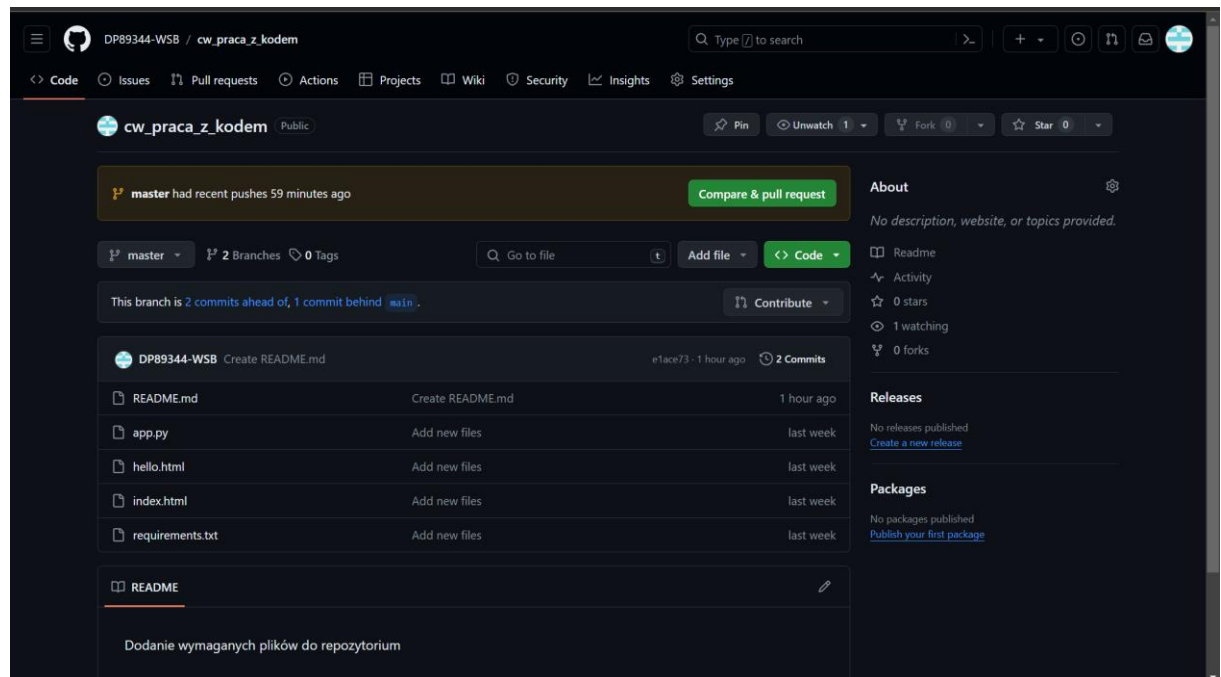 DP89344-WSB / cw_praca_z_kodem
Type / to search
Code Issues Pull requests Actions Projects Wiki Security Insights Settings
cw_praca_z_kodem Public
Pin Unwatch 1 Fork 0 Star 0
master had recent pushes 59 minutes ago
Compare & pull request
master 2 Branches 0 Tags
Go to file t
Add file
Code
This branch is 2 commits ahead of, 1 commit behind main .
Contribute
DP89344-WSB Create README.md e1ace73 · 1 hour ago 2 Commits
README.md Create README.md 1 hour ago
app.py Add new files last week
hello.html Add new files last week
index.html Add new files last week
requirements.txt Add new files last week
README
Dodanie wymaganych plików do repozytorium
About
No description, website, or topics provided.
Readme
Activity
0 stars
1 watching
0 forks
Releases
No releases published
Create a new release
Packages
No packages published
Publish your first package